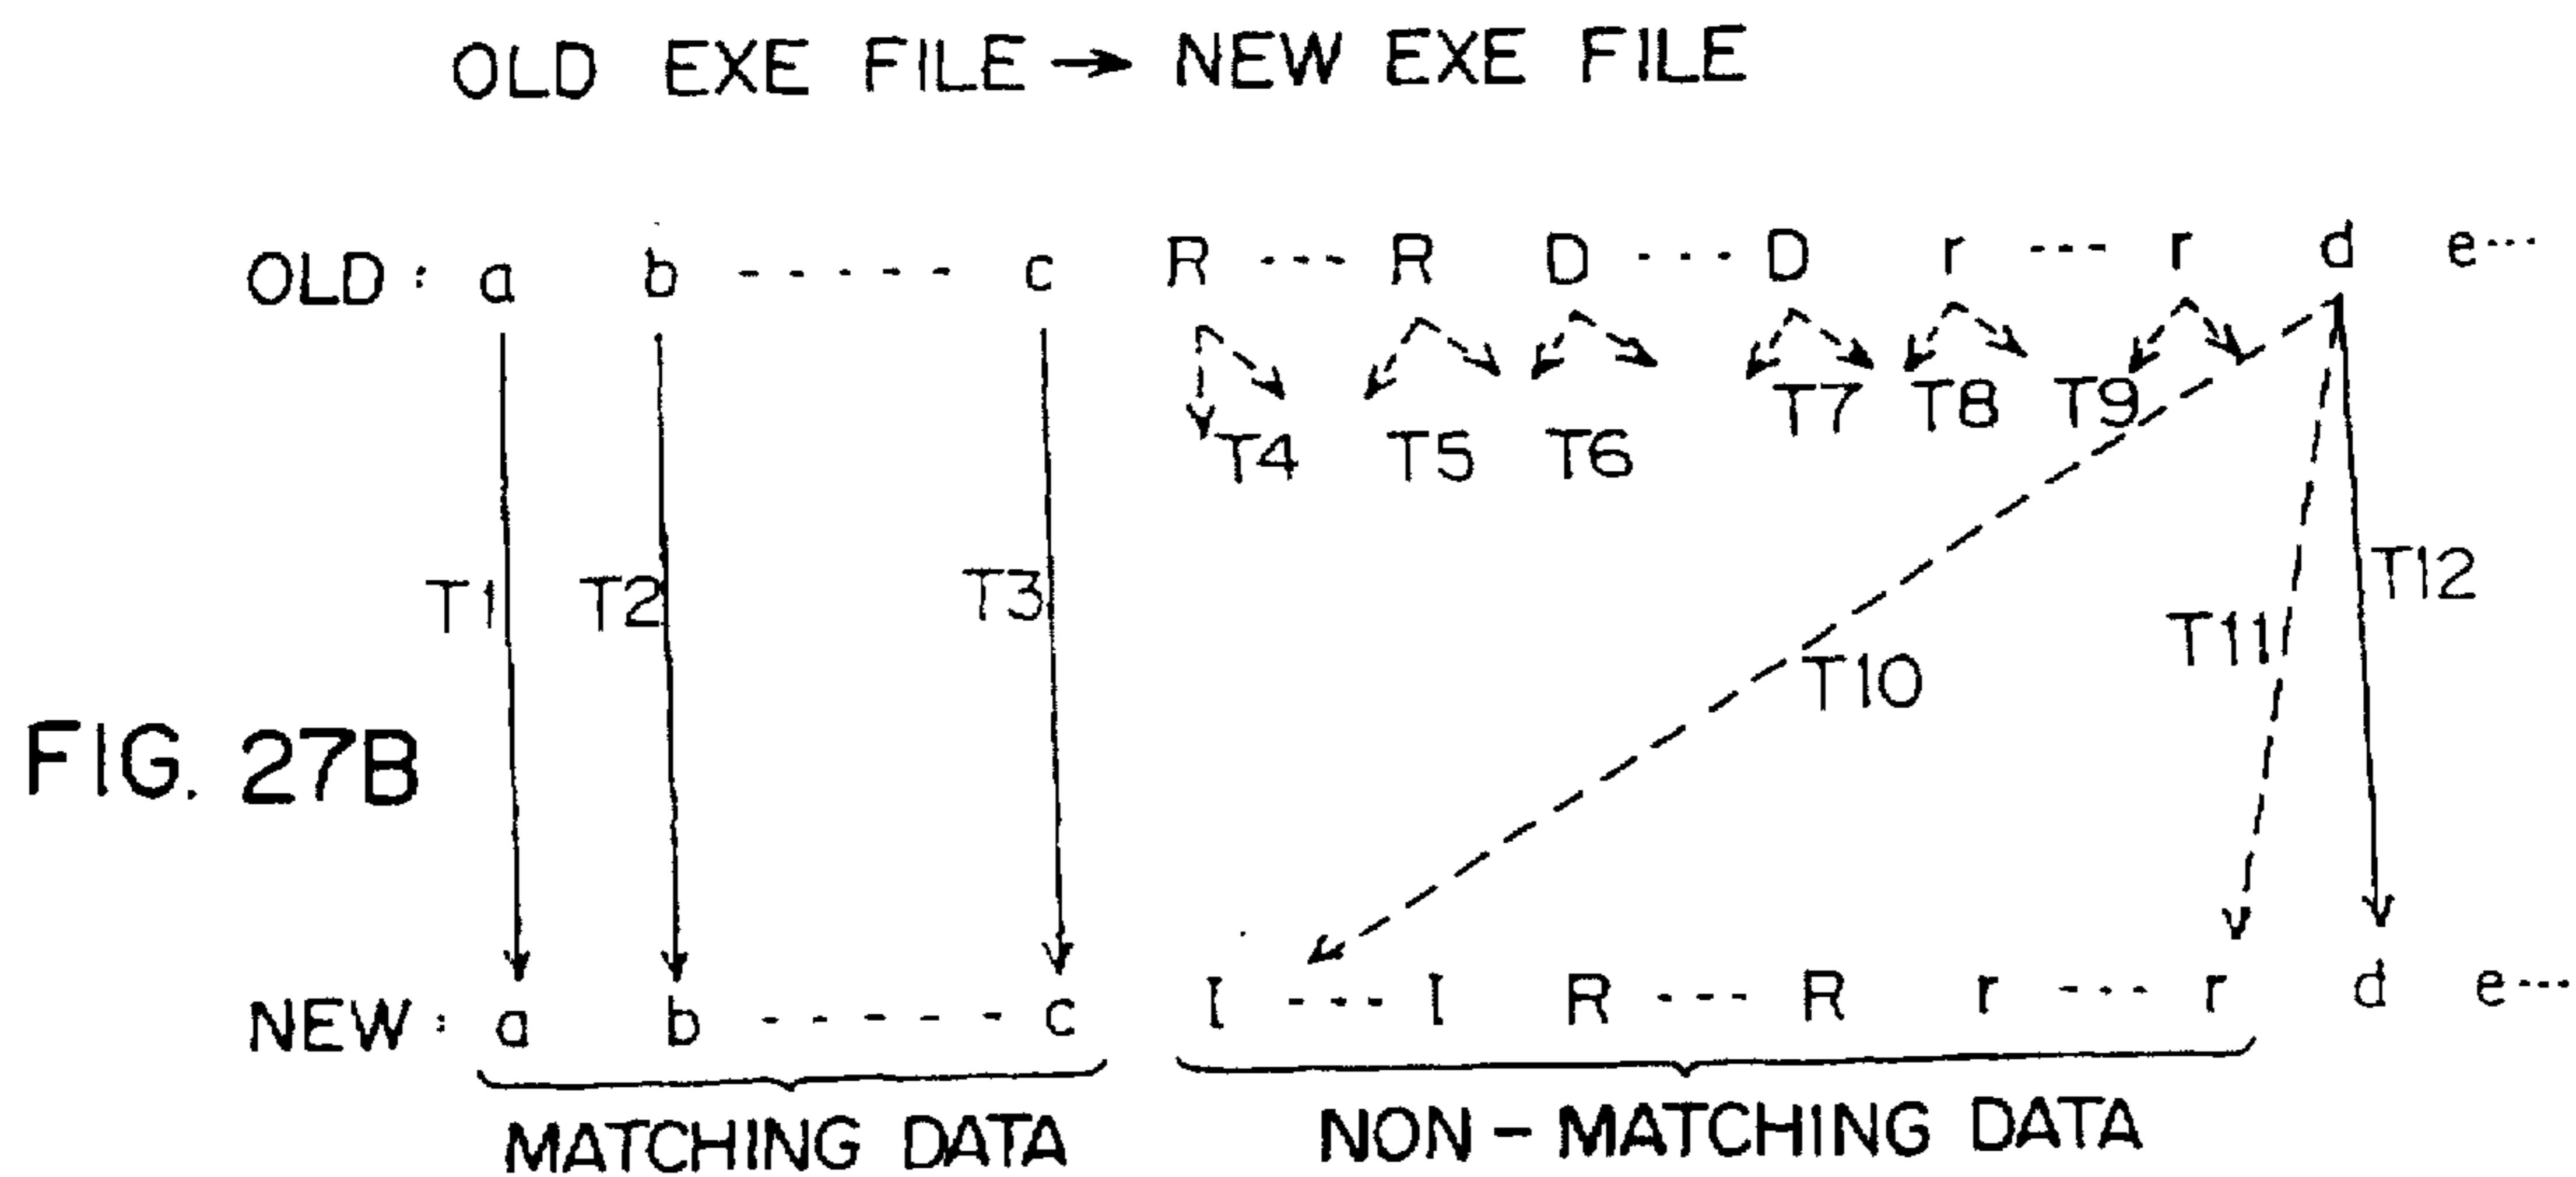 OLD EXE FILE → NEW EXE FILE
OLD : a b - - - - - c R --- R D --- D r --- r d e---
T4 T5 T6 T7 T8 T9
T1 T2 T3 T10 T11 T12
FIG. 27B
NEW : a b - - - - - c I --- I R --- R r --- r d e---
MATCHING DATA NON-MATCHING DATA